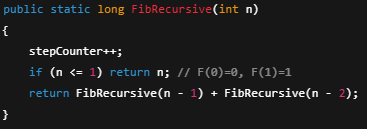 public static long FibRecursive(int n)
{
    stepCounter++;
    if (n <= 1) return n; // F(0)=0, F(1)=1
    return FibRecursive(n - 1) + FibRecursive(n - 2);
}